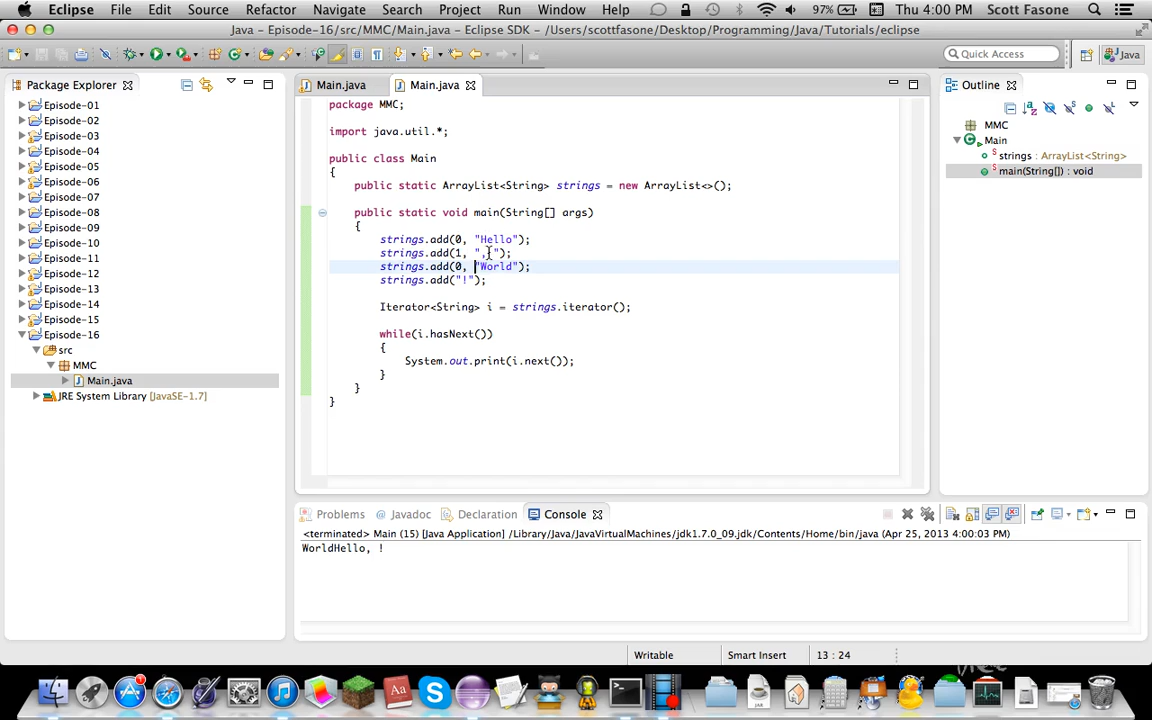 Eclipse File Edit Source Refactor Navigate Search Project Run Window Help 97% Thu 4:00 PM Scott Fasone
Java - Episode-16/src/MMC/Main.java - Eclipse SDK - /Users/scottfasone/Desktop/Programming/Java/Tutorials/eclipse
Quick Access Java
Package Explorer
Episode-01
Episode-02
Episode-03
Episode-04
Episode-05
Episode-06
Episode-07
Episode-08
Episode-09
Episode-10
Episode-11
Episode-12
Episode-13
Episode-14
Episode-15
Episode-16
src
MMC
Main.java
JRE System Library [JavaSE-1.7]
Main.java Main.java
package MMC;
import java.util.*;
public class Main
{
public static ArrayList<String> strings = new ArrayList<>();
public static void main(String[] args)
{
strings.add(0, "Hello");
strings.add(1, ", ");
strings.add(0, "World");
strings.add("!");
Iterator<String> i = strings.iterator();
while(i.hasNext())
{
System.out.print(i.next());
}
}
}
Outline
MMC
Main
strings : ArrayList<String>
main(String[]) : void
Problems @ Javadoc Declaration Console
<terminated> Main (15) [Java Application] /Library/Java/JavaVirtualMachines/jdk1.7.0_09.jdk/Contents/Home/bin/java (Apr 25, 2013 4:00:03 PM)
WorldHello, !
Writable Smart Insert 13 : 24